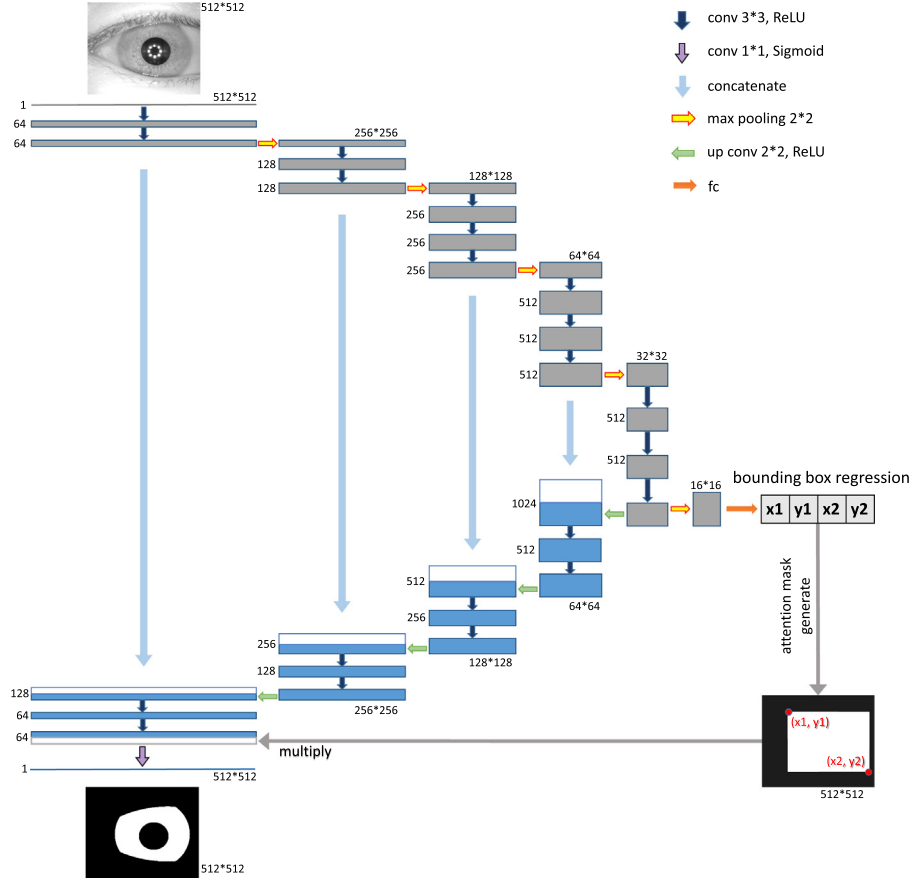 512*512
conv 3*3, ReLU
conv 1*1, Sigmoid
concatenate
max pooling 2*2
up conv 2*2, ReLU
fc
512*512
1
64
64
256*256
128
128
128*128
256
256
256
64*64
512
512
512
32*32
512
512
16*16
bounding box regression
x1 y1 x2 y2
1024
512
64*64
512
256
128*128
256
128
256*256
128
64
64
1
512*512
attention mask
generate
(x1, y1)
(x2, y2)
512*512
multiply
512*512